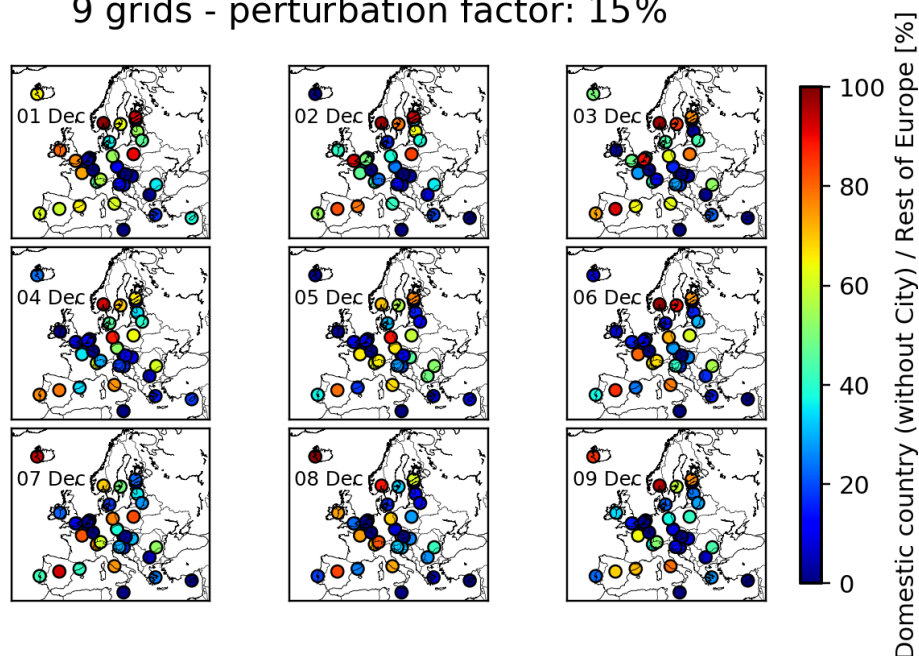 9 grids - perturbation factor: 15%
01 Dec
02 Dec
03 Dec
04 Dec
05 Dec
06 Dec
07 Dec
08 Dec
09 Dec
100
80
60
40
20
0
Domestic country (without City) / Rest of Europe [%]